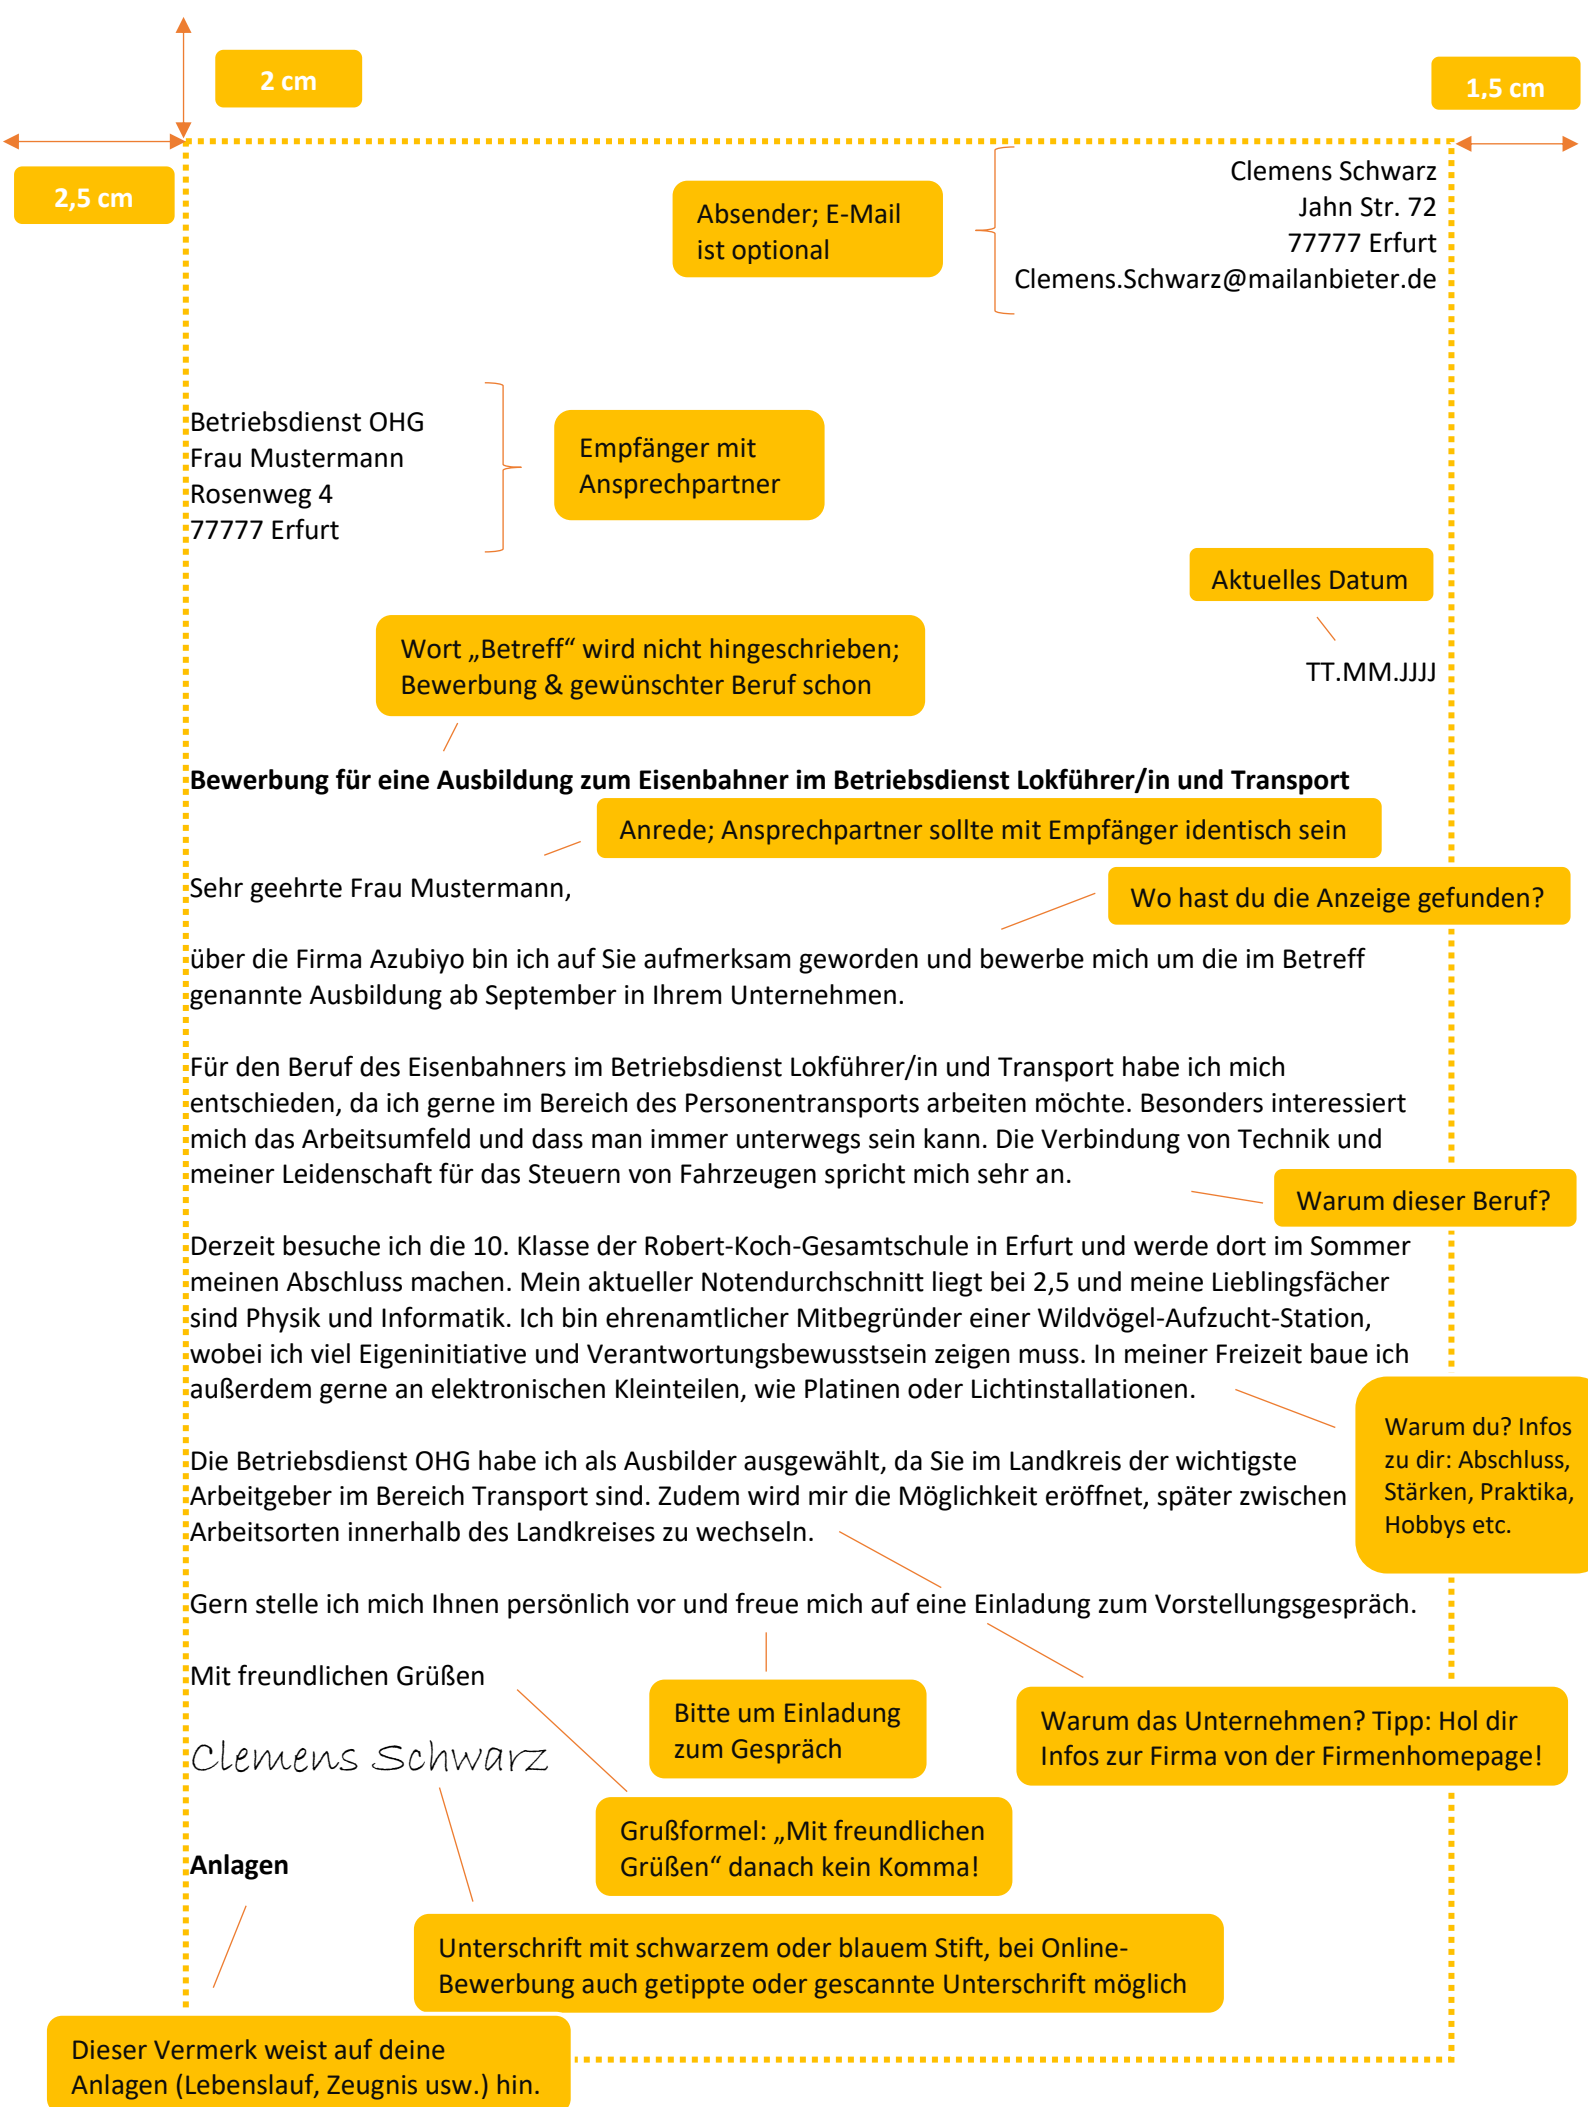 2 cm
1,5 cm
2,5 cm
Absender; E-Mail
ist optional
Clemens Schwarz
Jahn Str. 72
77777 Erfurt
Clemens.Schwarz@mailanbieter.de
Betriebsdienst OHG
Frau Mustermann
Rosenweg 4
77777 Erfurt
Empfänger mit
Ansprechpartner
Aktuelles Datum
TT.MM.JJJJ
Wort „Betreff“ wird nicht hingeschrieben;
Bewerbung & gewünschter Beruf schon
Bewerbung für eine Ausbildung zum Eisenbahner im Betriebsdienst Lokführer/in und Transport
Anrede; Ansprechpartner sollte mit Empfänger identisch sein
Sehr geehrte Frau Mustermann,
Wo hast du die Anzeige gefunden?
über die Firma Azubiyo bin ich auf Sie aufmerksam geworden und bewerbe mich um die im Betreff
genannte Ausbildung ab September in Ihrem Unternehmen.
Für den Beruf des Eisenbahners im Betriebsdienst Lokführer/in und Transport habe ich mich
entschieden, da ich gerne im Bereich des Personentransports arbeiten möchte. Besonders interessiert
mich das Arbeitsumfeld und dass man immer unterwegs sein kann. Die Verbindung von Technik und
meiner Leidenschaft für das Steuern von Fahrzeugen spricht mich sehr an.
Warum dieser Beruf?
Derzeit besuche ich die 10. Klasse der Robert-Koch-Gesamtschule in Erfurt und werde dort im Sommer
meinen Abschluss machen. Mein aktueller Notendurchschnitt liegt bei 2,5 und meine Lieblingsfächer
sind Physik und Informatik. Ich bin ehrenamtlicher Mitbegründer einer Wildvögel-Aufzucht-Station,
wobei ich viel Eigeninitiative und Verantwortungsbewusstsein zeigen muss. In meiner Freizeit baue ich
außerdem gerne an elektronischen Kleinteilen, wie Platinen oder Lichtinstallationen.
Warum du? Infos
zu dir: Abschluss,
Stärken, Praktika,
Hobbys etc.
Die Betriebsdienst OHG habe ich als Ausbilder ausgewählt, da Sie im Landkreis der wichtigste
Arbeitgeber im Bereich Transport sind. Zudem wird mir die Möglichkeit eröffnet, später zwischen
Arbeitsorten innerhalb des Landkreises zu wechseln.
Gern stelle ich mich Ihnen persönlich vor und freue mich auf eine Einladung zum Vorstellungsgespräch.
Mit freundlichen Grüßen
Bitte um Einladung
zum Gespräch
Warum das Unternehmen? Tipp: Hol dir
Infos zur Firma von der Firmenhomepage!
Clemens Schwarz
Grußformel: „Mit freundlichen
Grüßen“ danach kein Komma!
Anlagen
Unterschrift mit schwarzem oder blauem Stift, bei Online-
Bewerbung auch getippte oder gescannte Unterschrift möglich
Dieser Vermerk weist auf deine
Anlagen (Lebenslauf, Zeugnis usw.) hin.